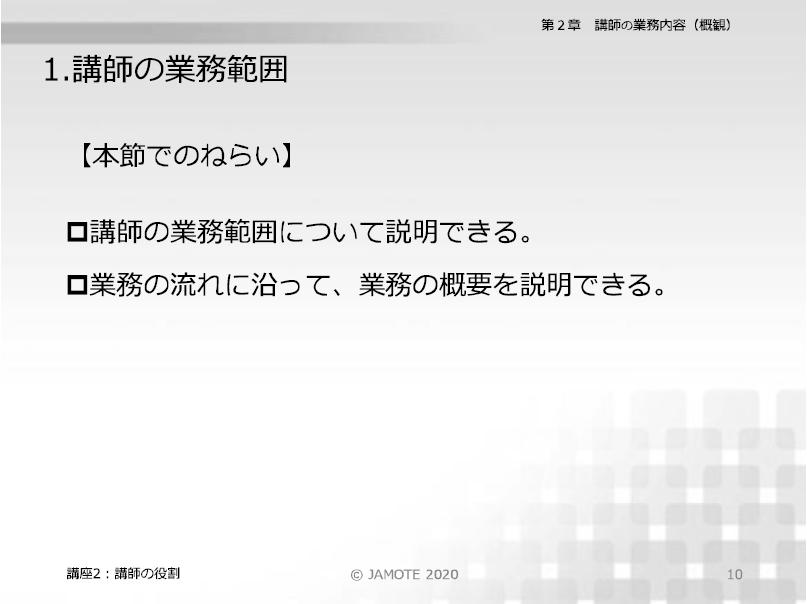 第２章　講師の業務内容（概観）
1.講師の業務範囲
【本節でのねらい】
講師の業務範囲について説明できる。
業務の流れに沿って、業務の概要を説明できる。
講座2：講師の役割
© JAMOTE 2020
10